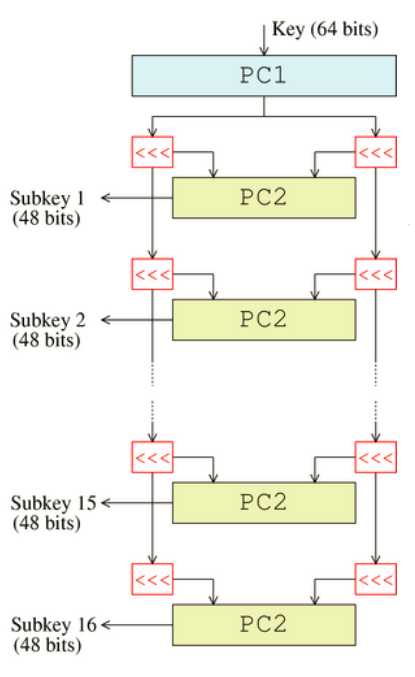 Key (64 bits)
PC1
<<< <<<
Subkey 1
(48 bits)
PC2
<<< <<<
Subkey 2
(48 bits)
PC2
<<< <<<
Subkey 15
(48 bits)
PC2
<<< <<<
Subkey 16
(48 bits)
PC2